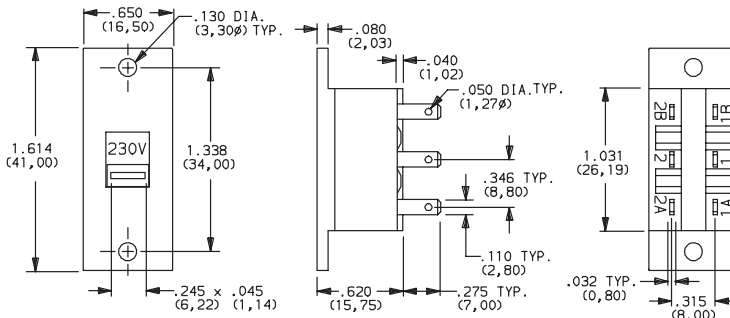 .650
(16,50)
.130 DIA.
(3,30ø) TYP.
1.614
(41,00)
230V
1.338
(34,00)
.245 x .045
(6,22) (1,14)
.080
(2,03)
.040
(1,02)
.050 DIA.TYP.
(1,27ø)
.346 TYP.
(8,80)
.110 TYP.
(2,80)
.620
(15,75)
.275 TYP.
(7,00)
1.031
(26,19)
2B
1B
2
1
2A
1A
.032 TYP.
(0,80)
.315
(8,00)